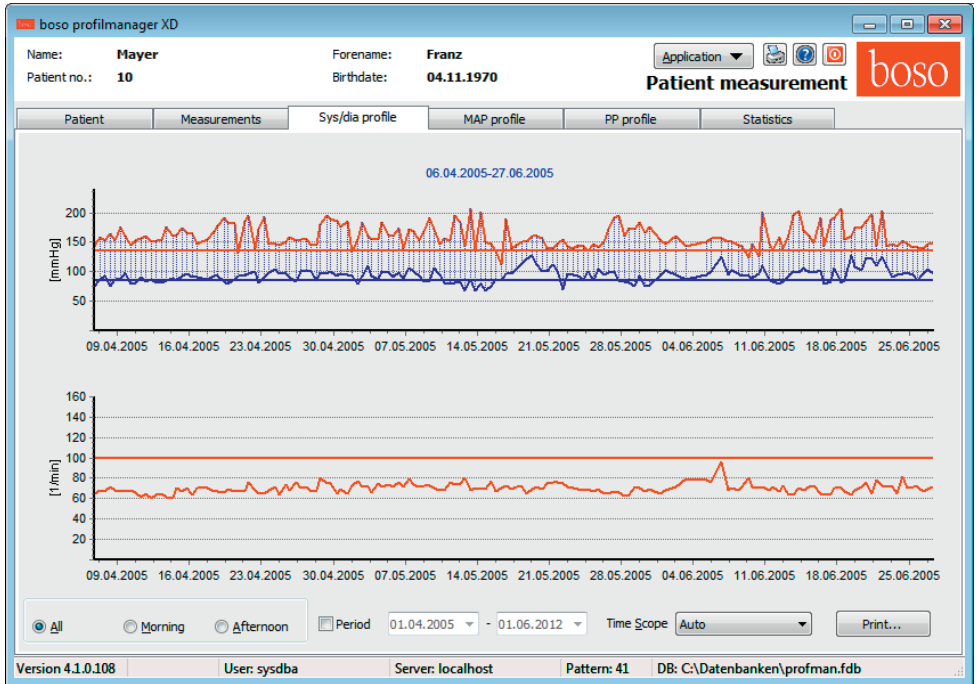 boso profilmanager XD
Name: Mayer Forename: Franz Application
Patient no.: 10 Birthdate: 04.11.1970 Patient measurement
boso
Patient Measurements Sys/dia profile MAP profile PP profile Statistics
06.04.2005-27.06.2005
200
150
[mmHg]
100
50
09.04.2005 16.04.2005 23.04.2005 30.04.2005 07.05.2005 14.05.2005 21.05.2005 28.05.2005 04.06.2005 11.06.2005 18.06.2005 25.06.2005
160
140
120
100
[1/min]
80
60
40
20
09.04.2005 16.04.2005 23.04.2005 30.04.2005 07.05.2005 14.05.2005 21.05.2005 28.05.2005 04.06.2005 11.06.2005 18.06.2005 25.06.2005
All Morning Afternoon Period 01.04.2005 - 01.06.2012 Time Scope Auto Print...
Version 4.1.0.108 User: sysdba Server: localhost Pattern: 41 DB: C:\Datenbanken\profman.fdb